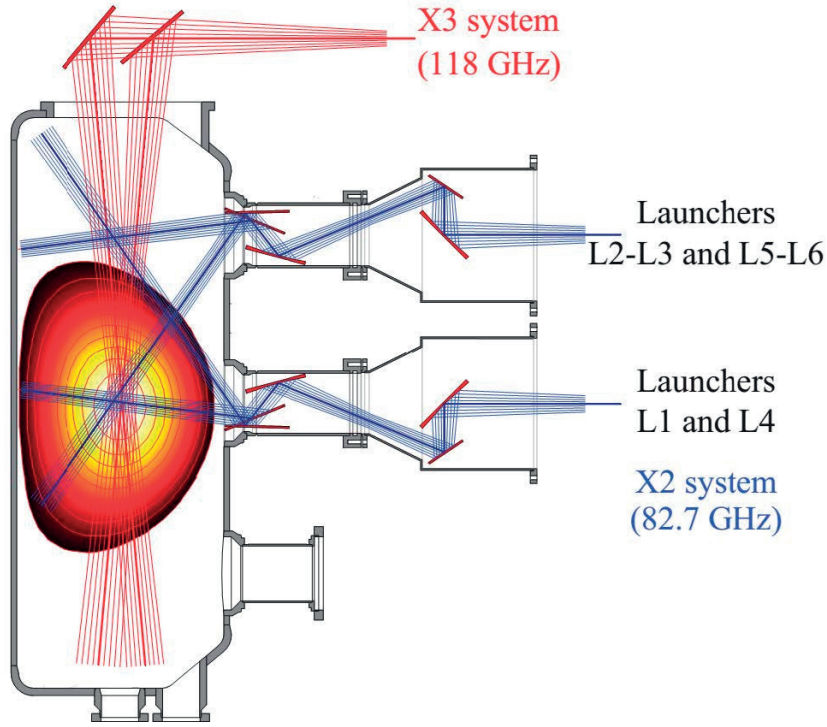 X3 system
(118 GHz)
Launchers
L2-L3 and L5-L6
Launchers
L1 and L4
X2 system
(82.7 GHz)